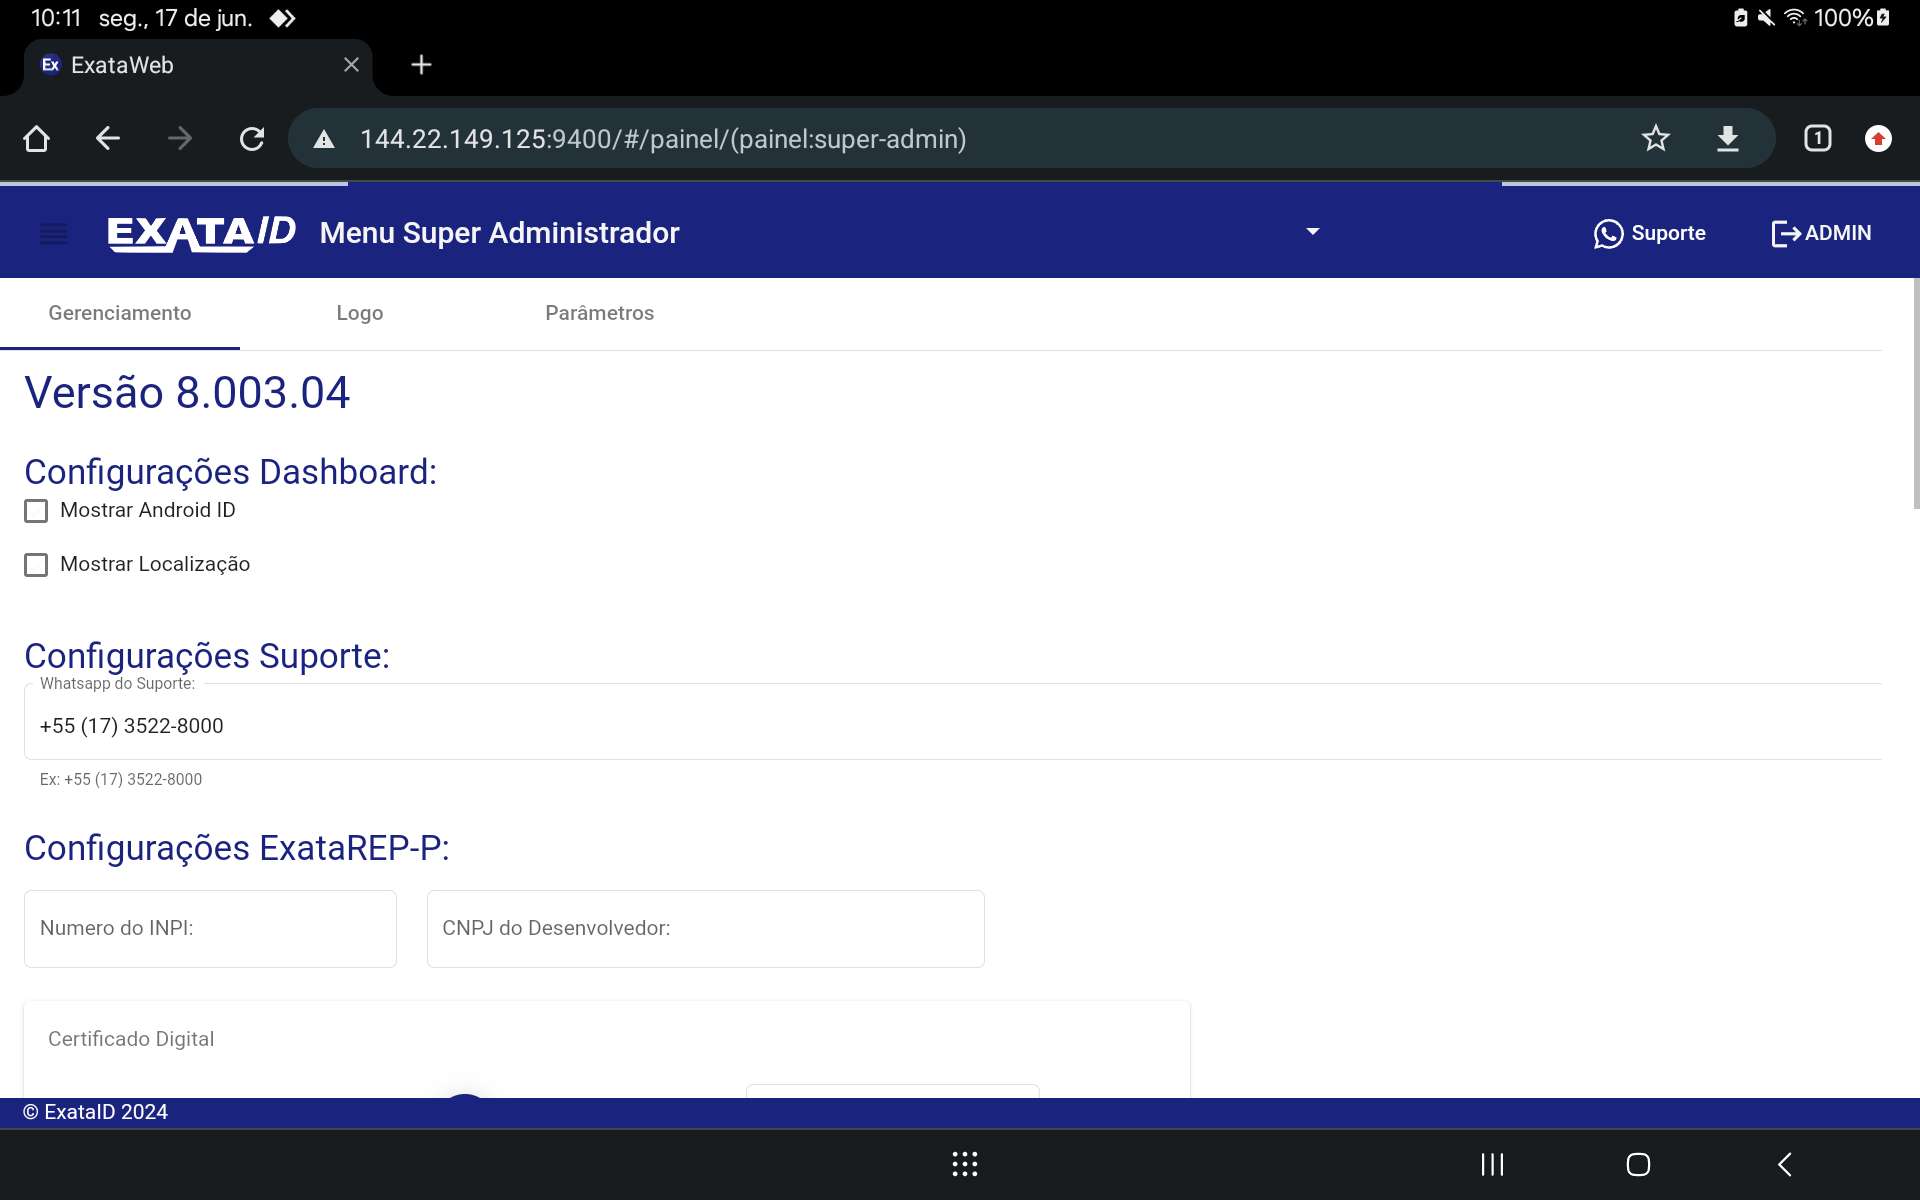 10:11 seg., 17 de jun. 100%
Ex ExataWeb
144.22.149.125:9400/#/painel/(painel:super-admin) 1
EXATAID Menu Super Administrador Suporte ADMIN
Gerenciamento Logo Parâmetros
Versão 8.003.04
Configurações Dashboard:
Mostrar Android ID
Mostrar Localização
Configurações Suporte:
Whatsapp do Suporte:
+55 (17) 3522-8000
Ex: +55 (17) 3522-8000
Configurações ExataREP-P:
Numero do INPI: CNPJ do Desenvolvedor:
Certificado Digital
© ExataID 2024